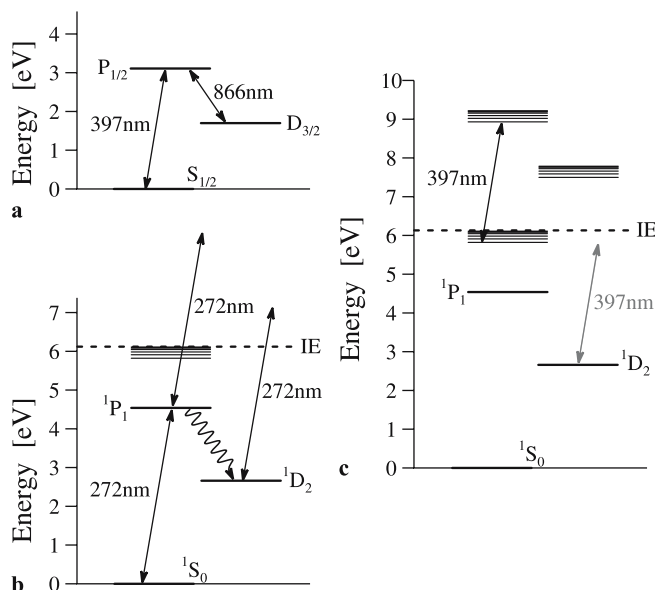 Energy [eV]
4
3
2
1
0
P1/2
866nm
397nm
D3/2
S1/2
a
Energy [eV]
7
6
5
4
3
2
1
0
272nm
IE
1P1
272nm
1D2
272nm
1S0
b
Energy [eV]
10
9
8
7
6
5
4
3
2
1
0
397nm
IE
1P1
397nm
1D2
1S0
c